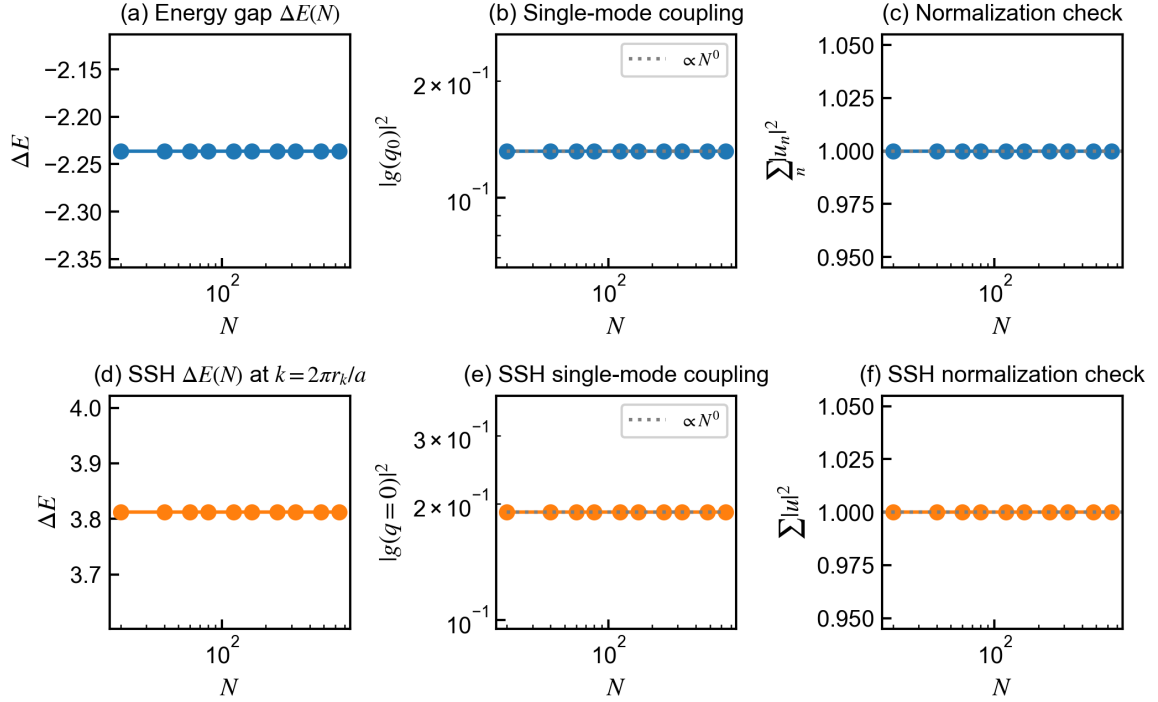 (a) Energy gap ΔE(N)
−2.15
−2.20
−2.25
−2.30
−2.35
ΔE
10²
N
(b) Single-mode coupling
∝N⁰
2 × 10⁻¹
10⁻¹
|g(q₀)|²
10²
N
(c) Normalization check
1.050
1.025
1.000
0.975
0.950
∑ₙ|uₙ|²
10²
N
(d) SSH ΔE(N) at k = 2πrₖ/a
4.0
3.9
3.8
3.7
ΔE
10²
N
(e) SSH single-mode coupling
∝N⁰
3 × 10⁻¹
2 × 10⁻¹
10⁻¹
|g(q = 0)|²
10²
N
(f) SSH normalization check
1.050
1.025
1.000
0.975
0.950
∑|u|²
10²
N